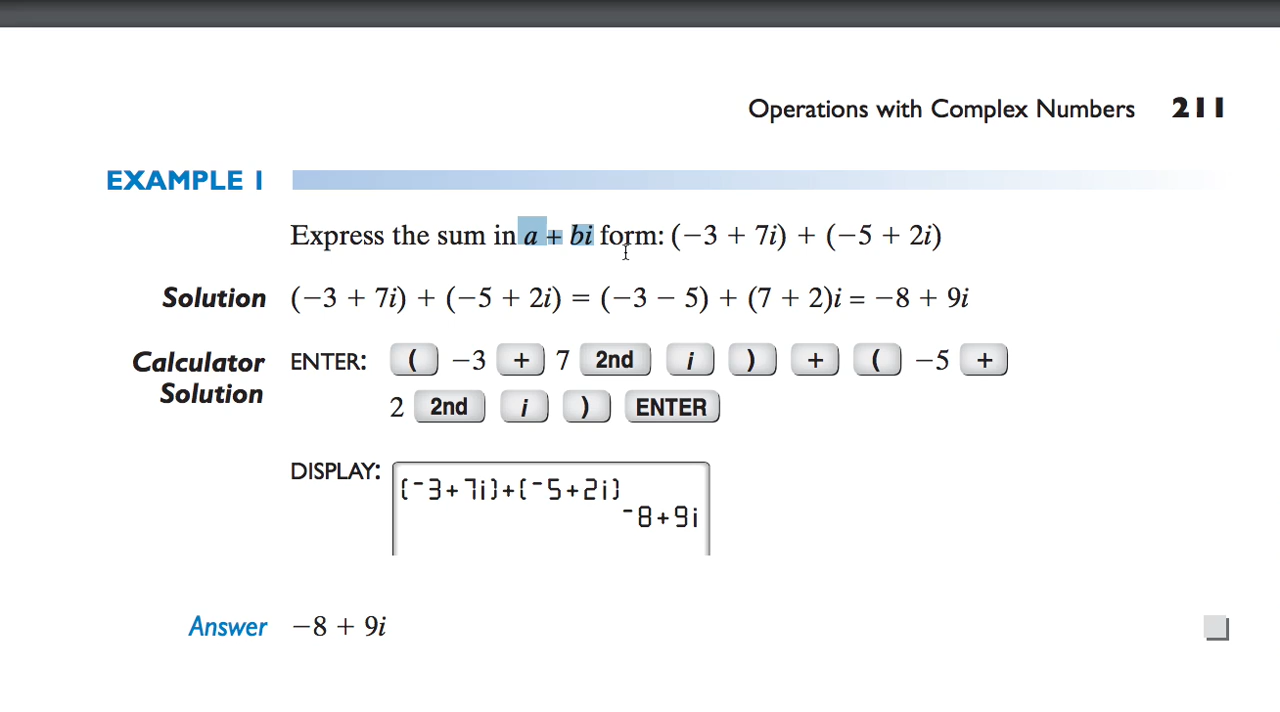 Operations with Complex Numbers 211
EXAMPLE 1
Express the sum in a + bi form: (−3 + 7i) + (−5 + 2i)
Solution (−3 + 7i) + (−5 + 2i) = (−3 − 5) + (7 + 2)i = −8 + 9i
Calculator Solution ENTER: ( −3 + 7 2nd i ) + ( −5 +
2 2nd i ) ENTER
DISPLAY: (-3+7i)+(-5+2i)
-8+9i
Answer −8 + 9i